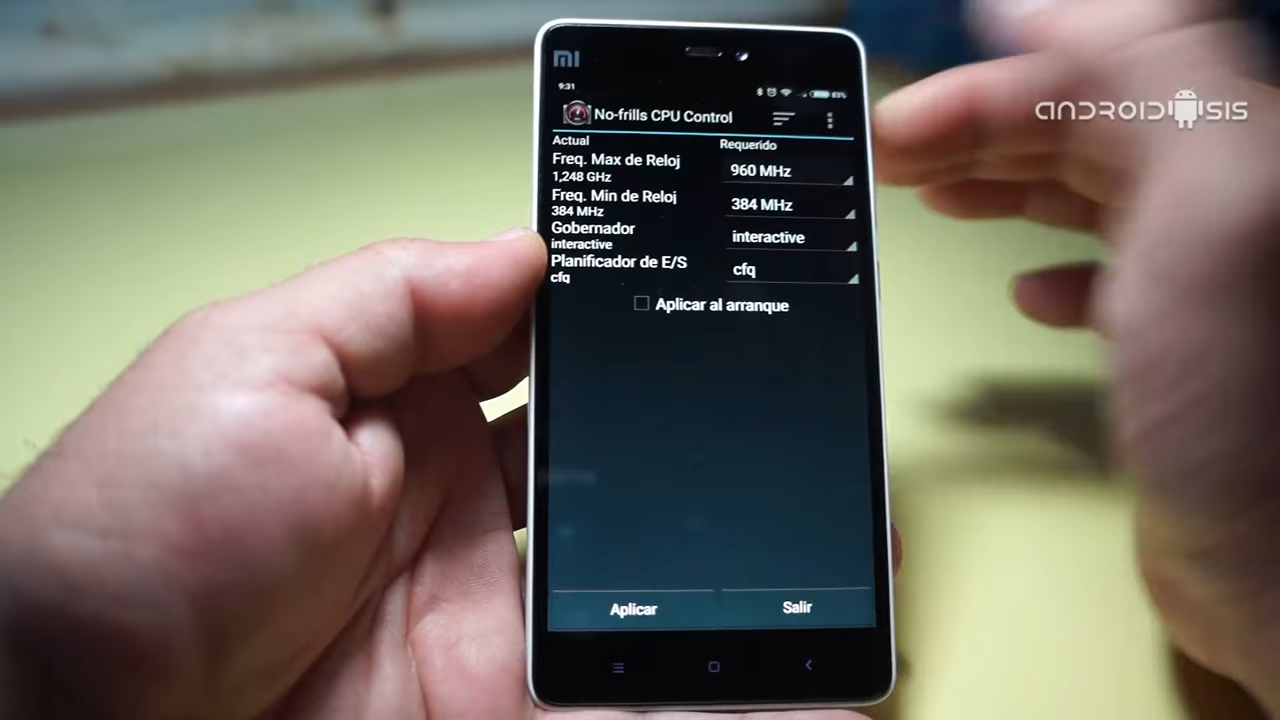 mi
9:31
83%
No-frills CPU Control
ANDROIDSIS
Actual
Requerido
Freq. Max de Reloj
1,248 GHz
960 MHz
Freq. Min de Reloj
384 MHz
384 MHz
Gobernador
interactive
interactive
Planificador de E/S
cfq
cfq
Aplicar al arranque
Aplicar
Salir